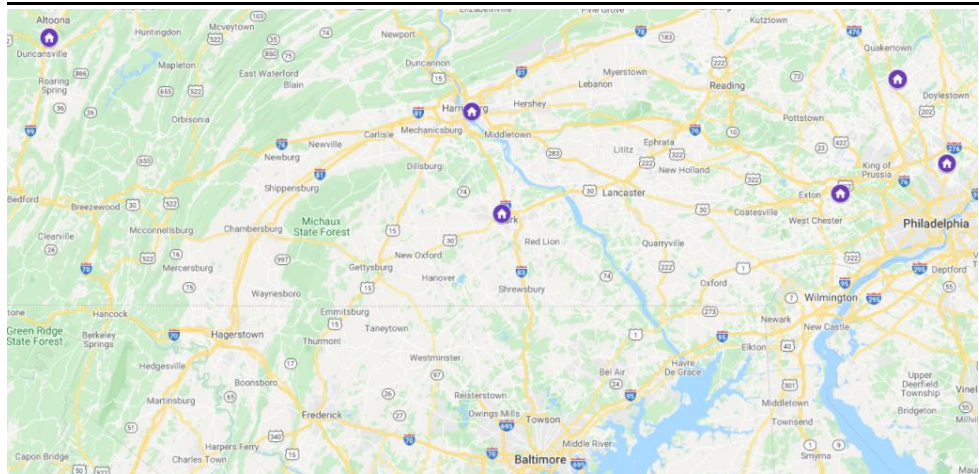 Altoona
Duncansville
Roaring
Spring
Huntingdon
Mcveytown
Mapleton
East Waterford
Blair
Orbisonia
Newport
Duncannon
Elizabethville
Pine Grove
Kutztown
Quakertown
Doylestown
Myerstown
Lebanon
Reading
Pottstown
Hershey
Carlisle
Mechanicsburg
Middletown
Newville
Newburg
Shippensburg
Dillsburg
Lititz
Ephrata
New Holland
Lancaster
King of
Prussia
Exton
Coatesville
West Chester
Philadelphia
Bedford
Breezewood
Mcconnellsburg
Chambersburg
Michaux
State Forest
Clearville
Mercersburg
Gettysburg
New Oxford
Hanover
Red Lion
Shrewsbury
Quarryville
Oxford
Wilmington
Deptford
Newark
New Castle
Waynesboro
Emmitsburg
Taneytown
Hancock
Green Ridge
State Forest
Berkeley
Springs
Hagerstown
Thurmont
Hedgesville
Boonsboro
Martinsburg
Westminster
Reisterstown
Owings Mills
Towson
Bel Air
Havre
De Grace
Elkton
Middletown
Townsend
Smyrna
Upper
Deerfield
Township
Bridgeton
Frederick
Harpers Ferry
Charles Town
Capon Bridge
Middle River
Baltimore